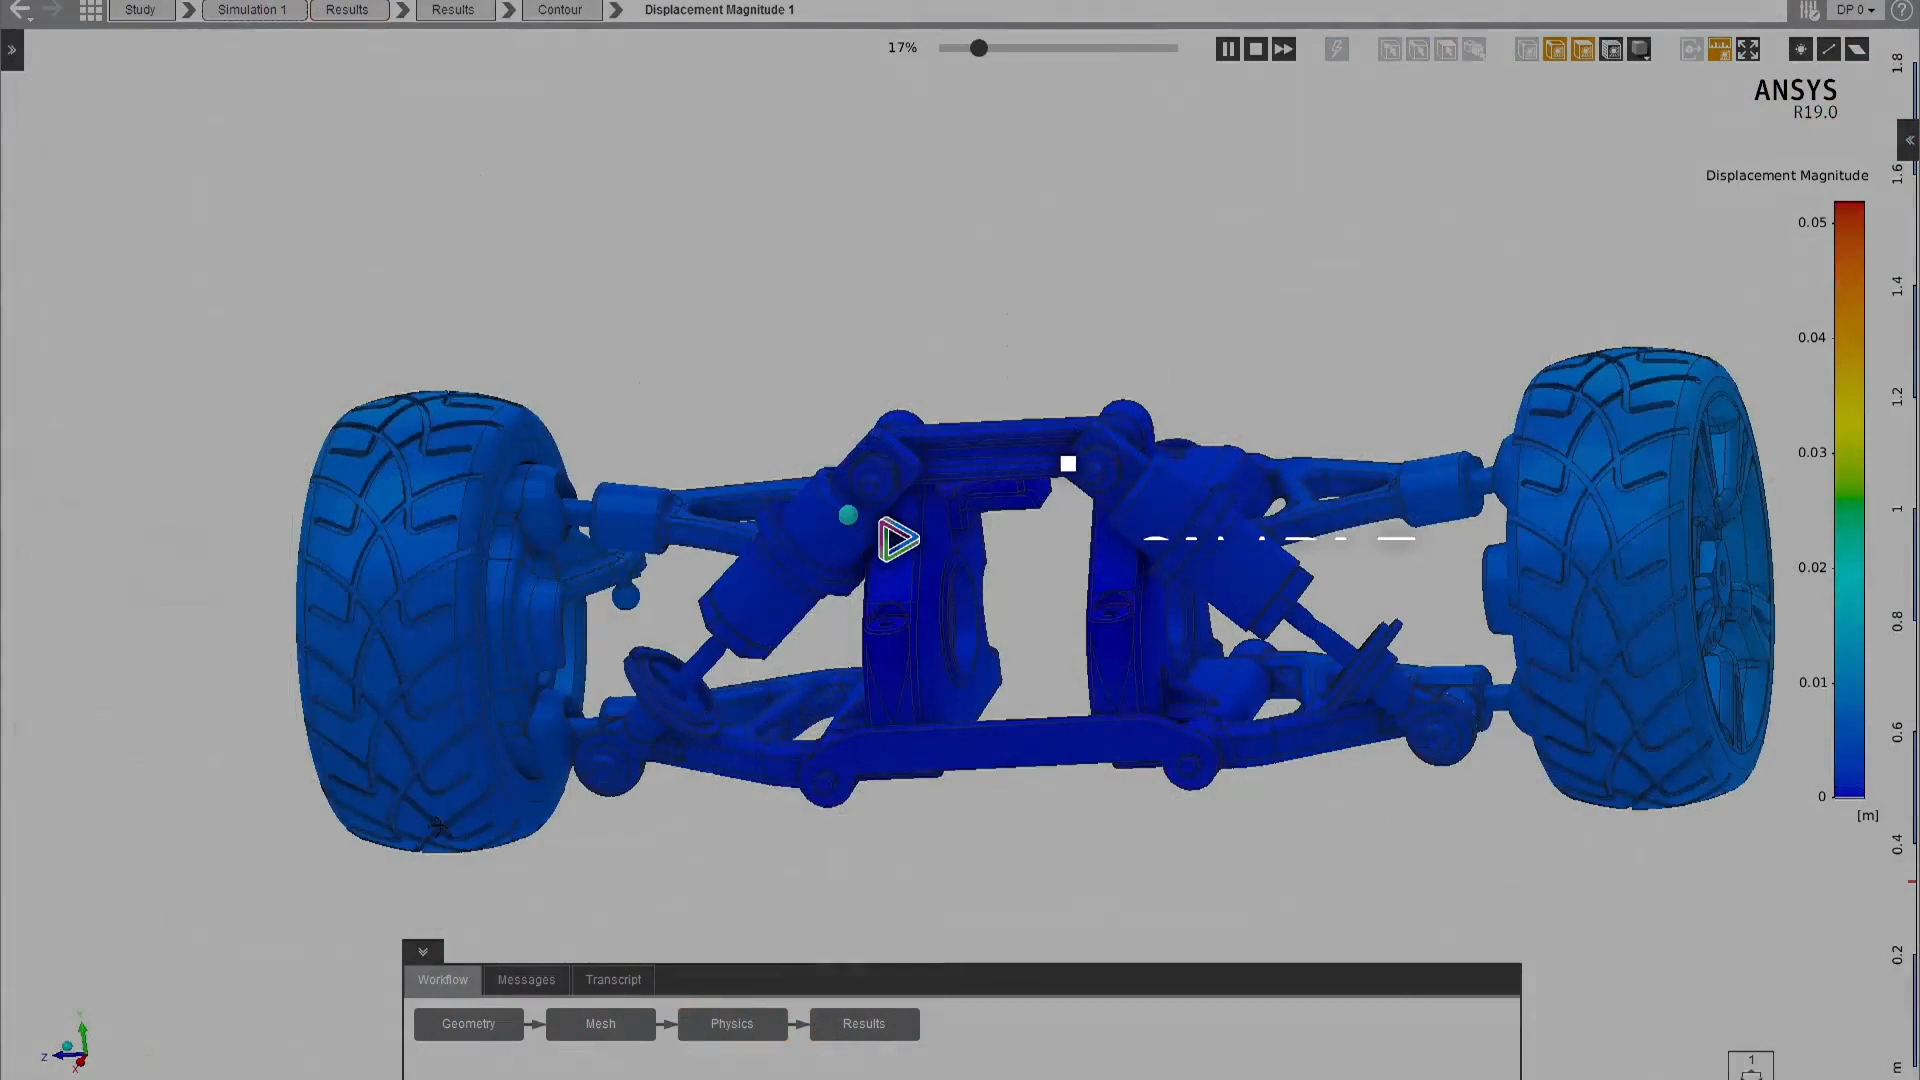 Study
Simulation 1
Results
Results
Contour
Displacement Magnitude 1
DP 0
?
17%
ANSYS
R19.0
Displacement Magnitude
0.05
0.04
0.03
0.02
0.01
0
[m]
1.8
1.6
1.4
1.2
1
0.8
0.6
0.4
0.2
m
Workflow
Messages
Transcript
Geometry
Mesh
Physics
Results
Y
Z
X
1